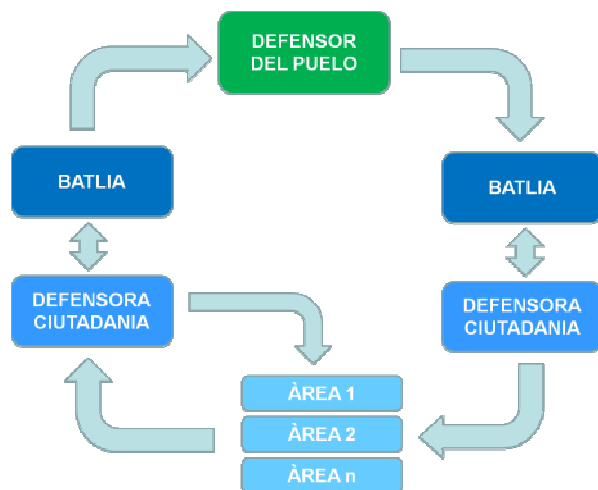 DEFENSOR
DEL PUELO
BATLIA
BATLIA
DEFENSORA
CIUTADANIA
DEFENSORA
CIUTADANIA
ÀREA 1
ÀREA 2
ÀREA n